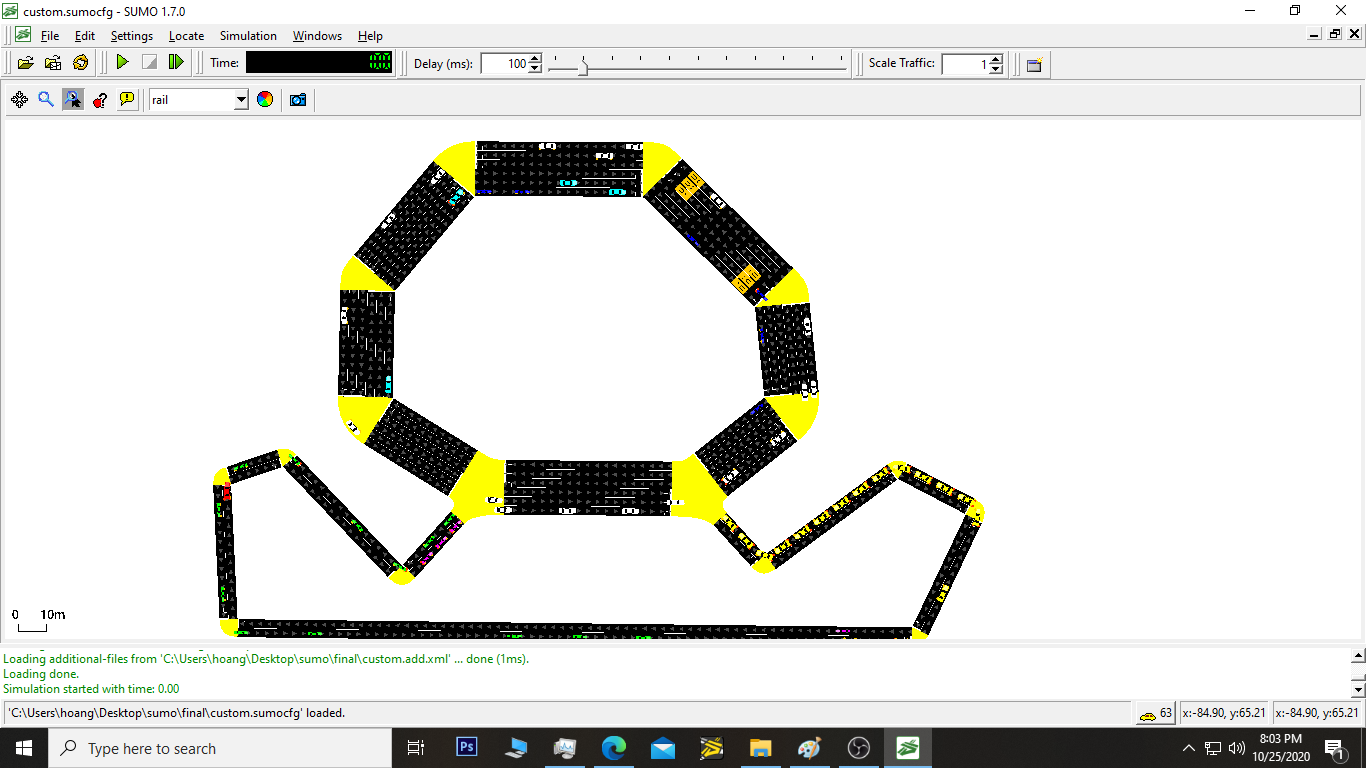 custom.sumocfg - SUMO 1.7.0
File Edit Settings Locate Simulation Windows Help
Time: Delay (ms): 100 Scale Traffic: 1
rail
0 10m
Loading additional-files from 'C:\Users\hoang\Desktop\sumo\final\custom.add.xml' ... done (1ms).
Loading done.
Simulation started with time: 0.00
'C:\Users\hoang\Desktop\sumo\final\custom.sumocfg' loaded. 63 x:-84.90, y:65.21 x:-84.90, y:65.21
Type here to search
Ps
8:03 PM
10/25/2020
1